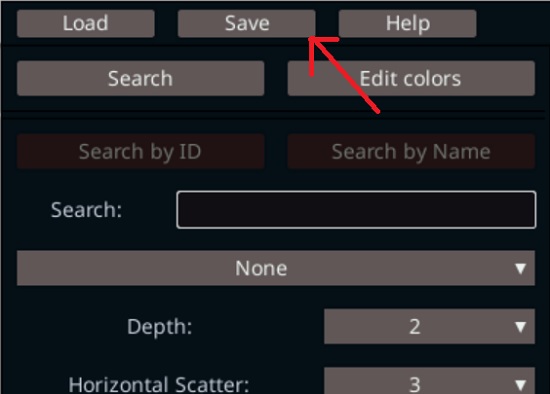 Load Save Help
Search Edit colors
Search by ID Search by Name
Search:
None
Depth: 2
Horizontal Scatter: 3